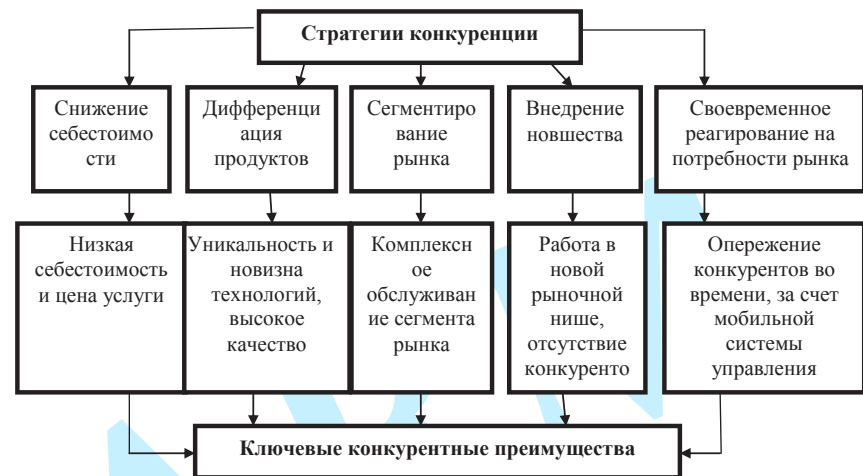 Стратегии конкуренции
Снижение
себестоимо
сти
Дифференц
иация
продуктов
Сегментиро
вание
рынка
Внедрение
новшества
Своевременное
реагирование на
потребности рынка
Низкая
себестоимость
и цена услуги
Уникальность и
новизна
технологий,
высокое
качество
Комплексн
ое
обслуживан
ие сегмента
рынка
Работа в
новой
рыночной
нише,
отсутствие
конкуренто
Опережение
конкурентов во
времени, за счет
мобильной
системы
управления
Ключевые конкурентные преимущества